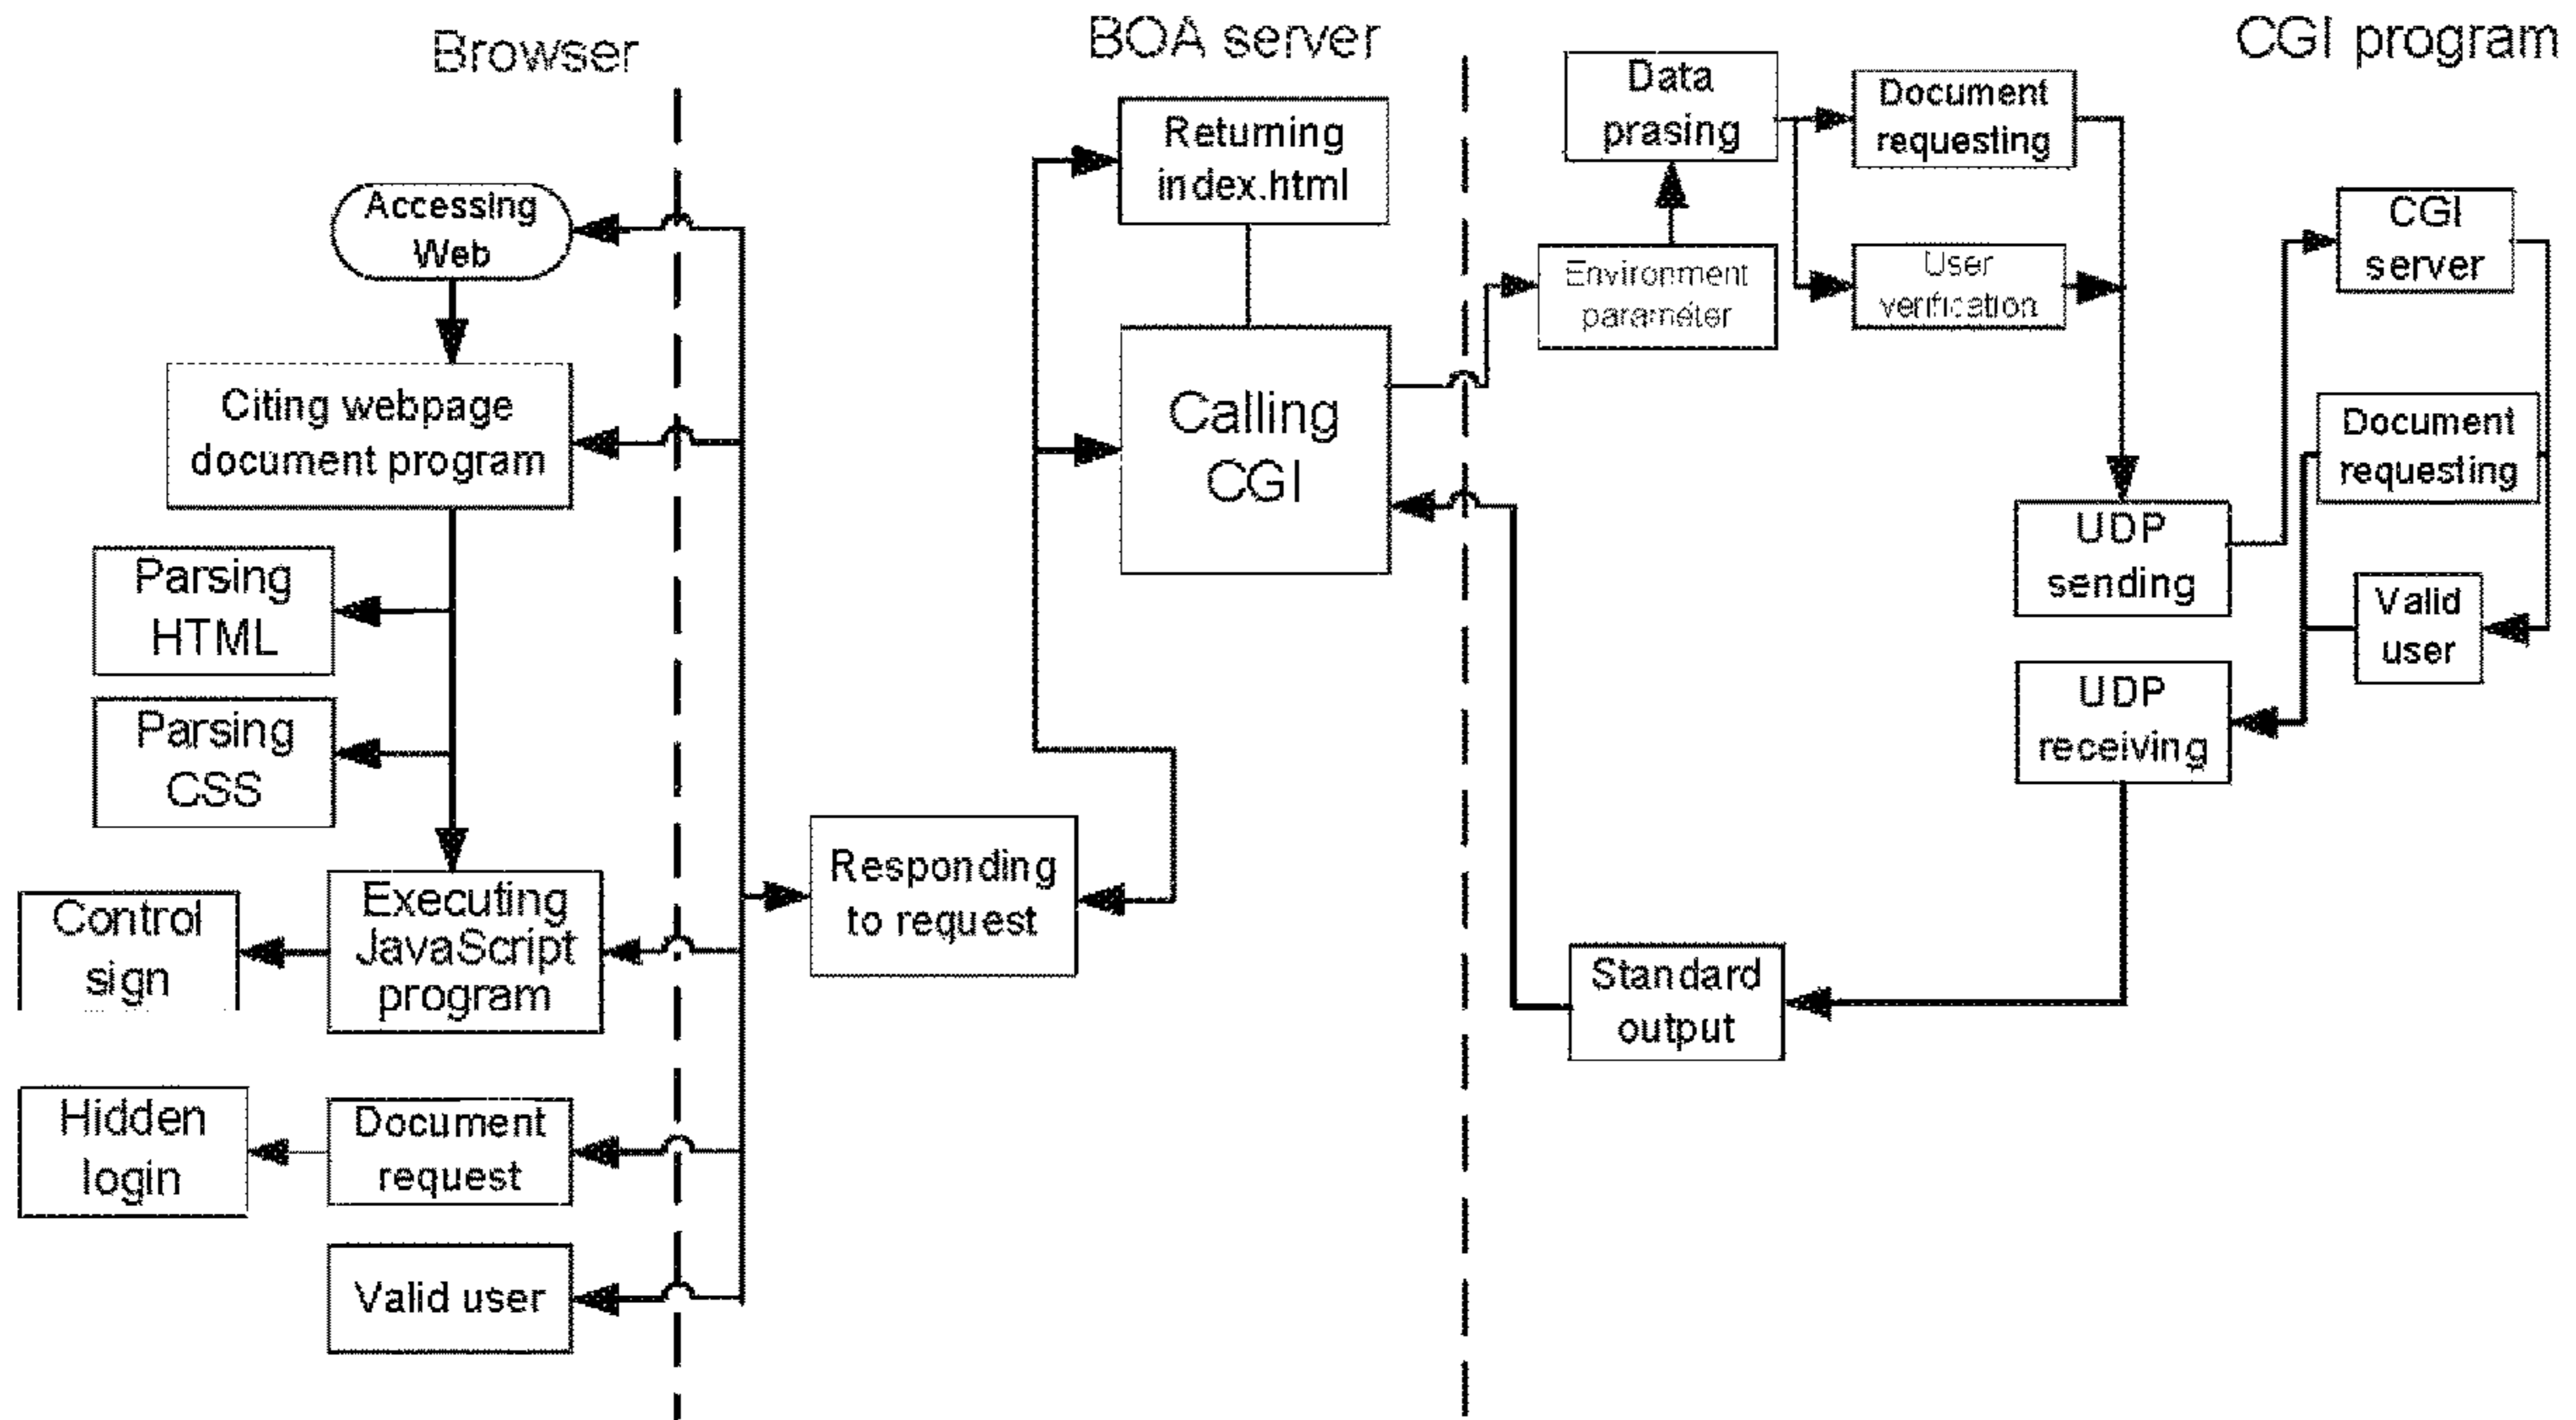 Browser
BOA server
CGI program
Accessing
Web
Citing webpage
document program
Parsing
HTML
Parsing
CSS
Executing
JavaScript
program
Control
sign
Hidden
login
Document
request
Valid user
Returning
index.html
Calling
CGI
Responding
to request
Data
prasing
Document
requesting
Environment
parameter
User
verification
CGI
server
Document
requesting
UDP
sending
Valid
user
UDP
receiving
Standard
output